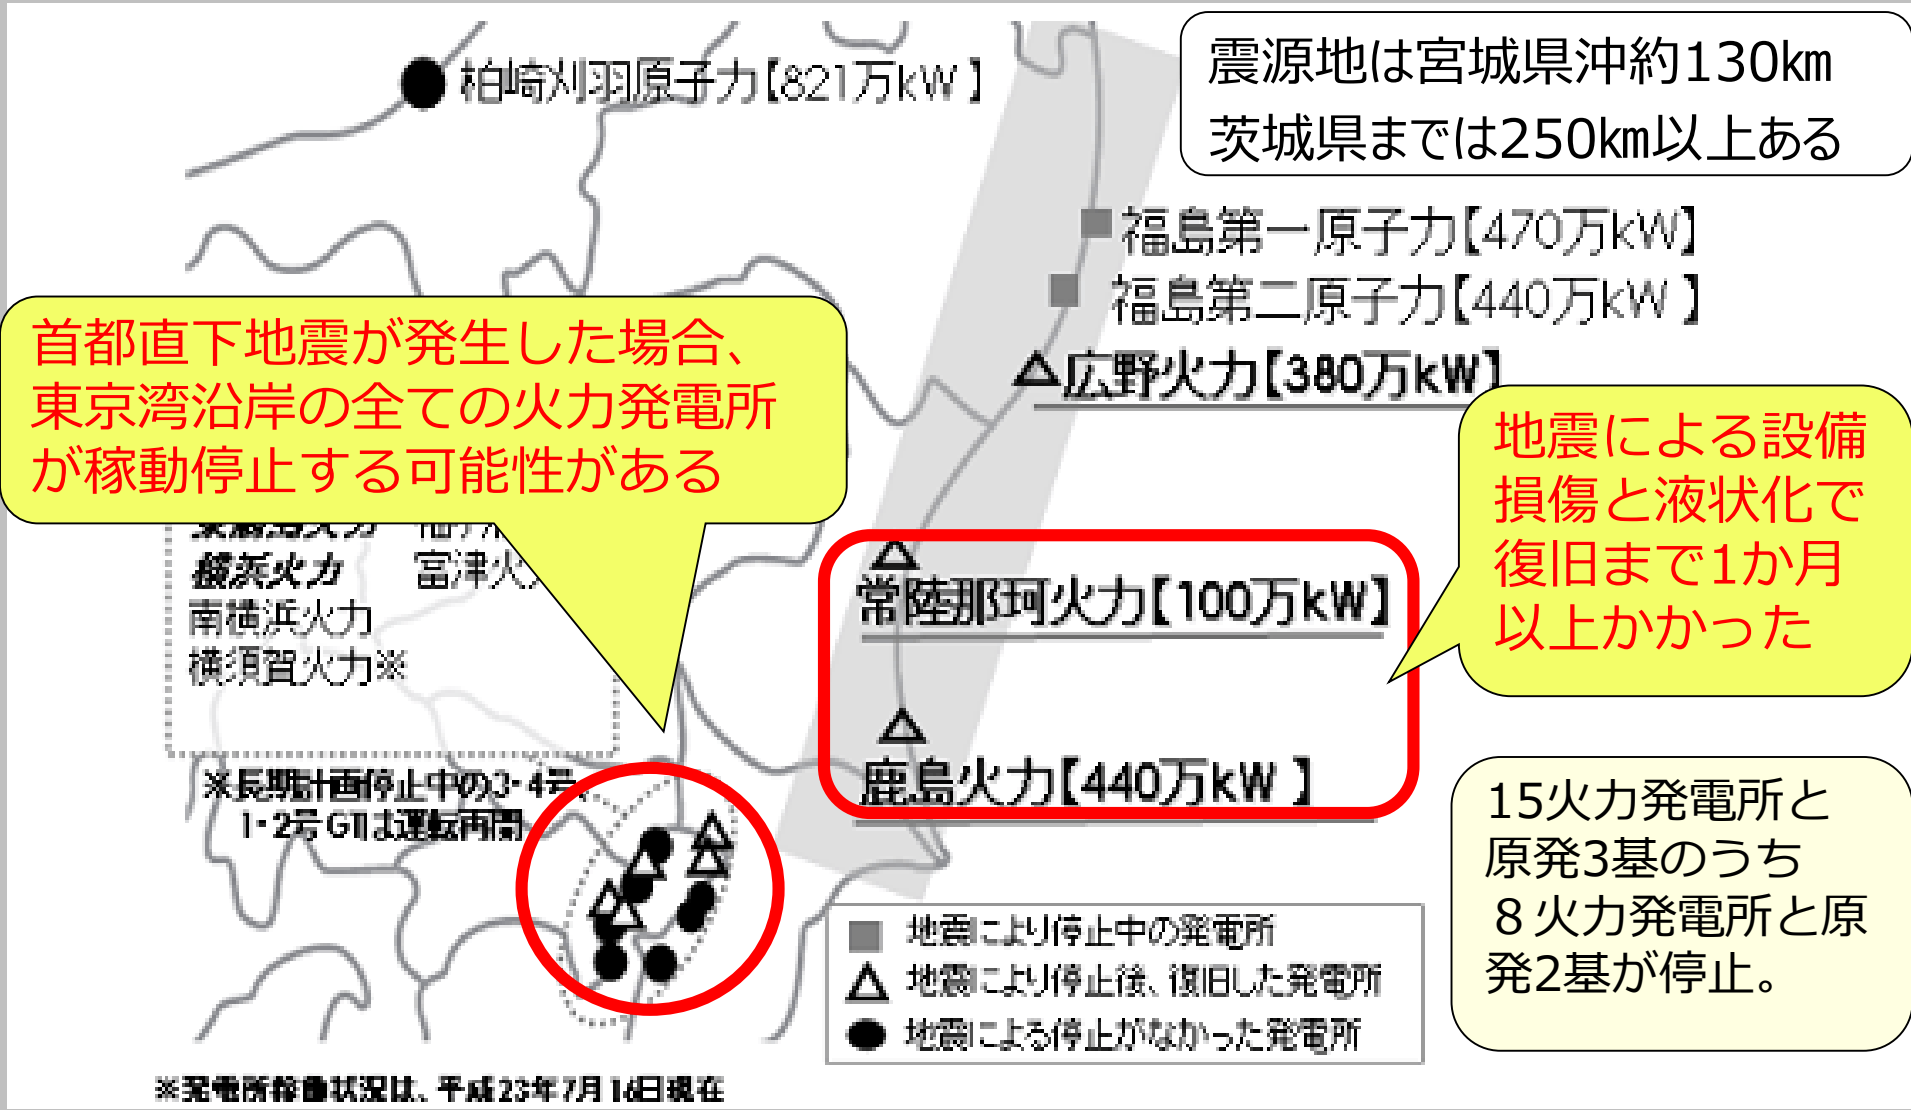 柏崎刈羽原子力【821万kW】
震源地は宮城県沖約130km
茨城県までは250km以上ある
福島第一原子力【470万kW】
福島第二原子力【440万kW】
広野火力【380万kW】
首都直下地震が発生した場合、
東京湾沿岸の全ての火力発電所
が稼動停止する可能性がある
地震による設備
損傷と液状化で
復旧まで1か月
以上かかった
横浜火力
富津火
南横浜火力
横須賀火力※
常陸那珂火力【100万kW】
鹿島火力【440万kW】
※長期計画停止中の3・4号、
1・2号GTは運転再開
15火力発電所と
原発3基のうち
８火力発電所と原
発2基が停止。
地震により停止中の発電所
地震により停止後、復旧した発電所
地震による停止がなかった発電所
※発電所稼働状況は、平成23年7月16日現在